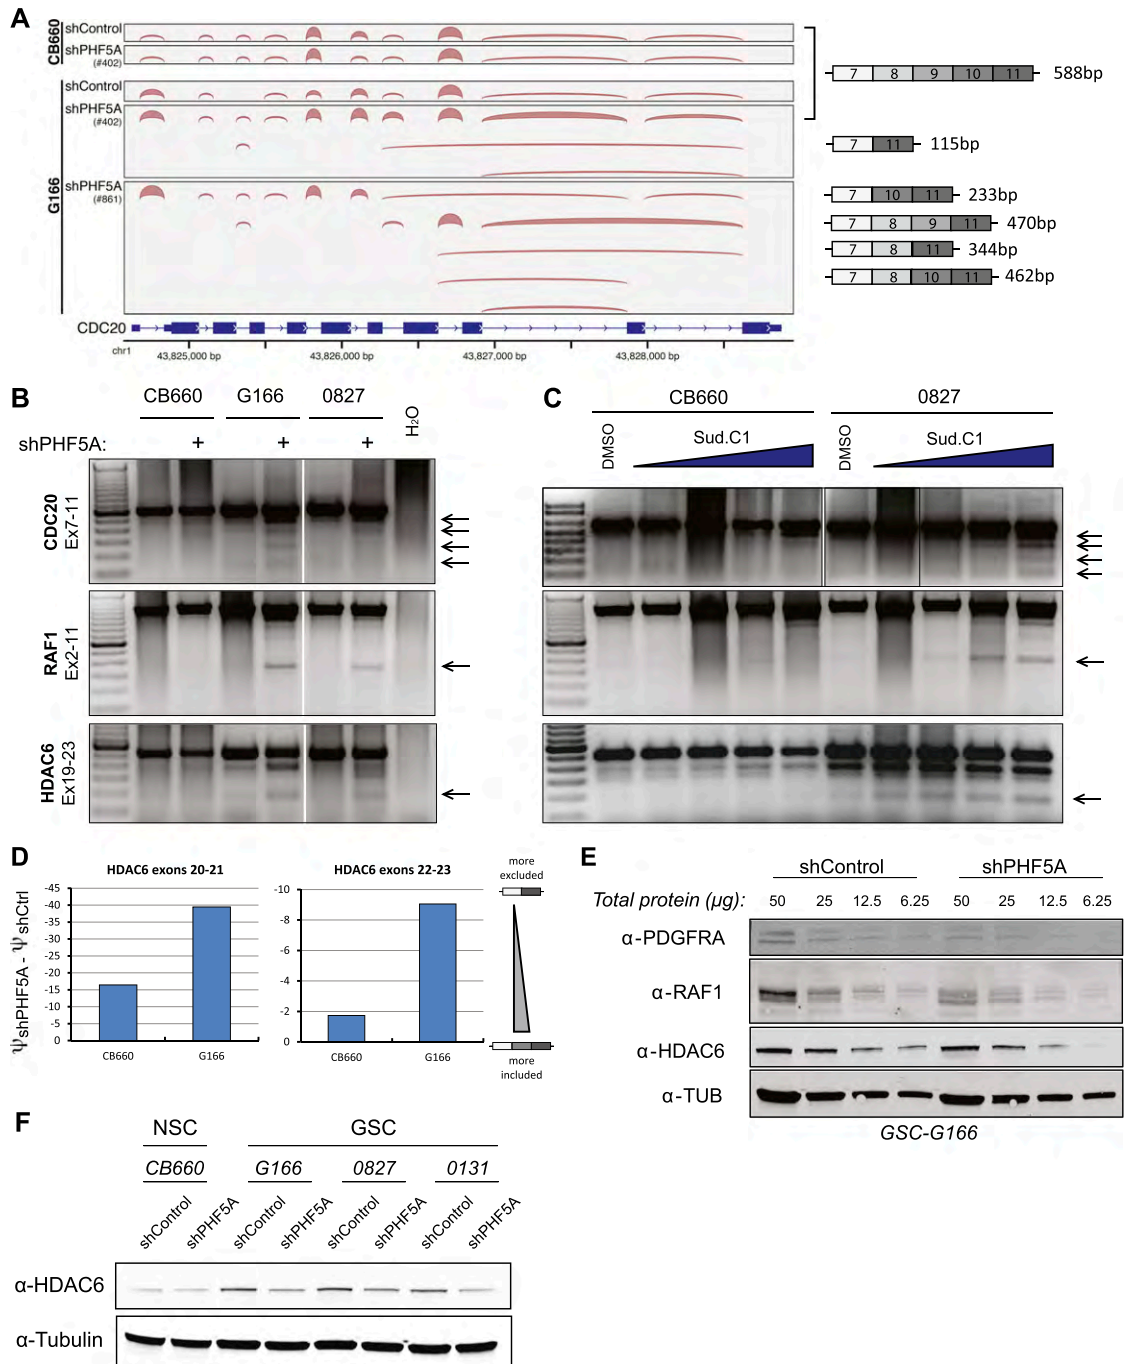 A
CB660
shControl
shPHF5A
(#402)
G166
shControl
shPHF5A
(#402)
shPHF5A
(#861)
7 8 9 10 11 588bp
7 11 115bp
7 10 11 233bp
7 8 9 11 470bp
7 8 11 344bp
7 8 10 11 462bp
CDC20
chr1
43,825,000 bp 43,826,000 bp 43,827,000 bp 43,828,000 bp
B
CB660 G166 0827 H2O
shPHF5A: + + +
CDC20
Ex7-11
RAF1
Ex2-11
HDAC6
Ex19-23
C
CB660 0827
DMSO Sud.C1 DMSO Sud.C1
D
ΨshPHF5A - ΨshCtrl
HDAC6 exons 20-21
-45
-40
-35
-30
-25
-20
-15
-10
-5
0
CB660 G166
HDAC6 exons 22-23
-10
-8
-6
-4
-2
0
CB660 G166
more
excluded
more
included
E
shControl shPHF5A
Total protein (µg): 50 25 12.5 6.25 50 25 12.5 6.25
α-PDGFRA
α-RAF1
α-HDAC6
α-TUB
GSC-G166
F
NSC GSC
CB660 G166 0827 0131
shControl shPHF5A shControl shPHF5A shControl shPHF5A shControl shPHF5A
α-HDAC6
α-Tubulin